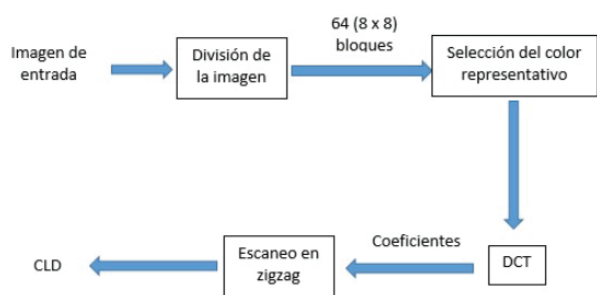 Imagen de
entrada
División de
la imagen
64 (8 x 8)
bloques
Selección del color
representativo
DCT
Coeficientes
Escaneo en
zigzag
CLD